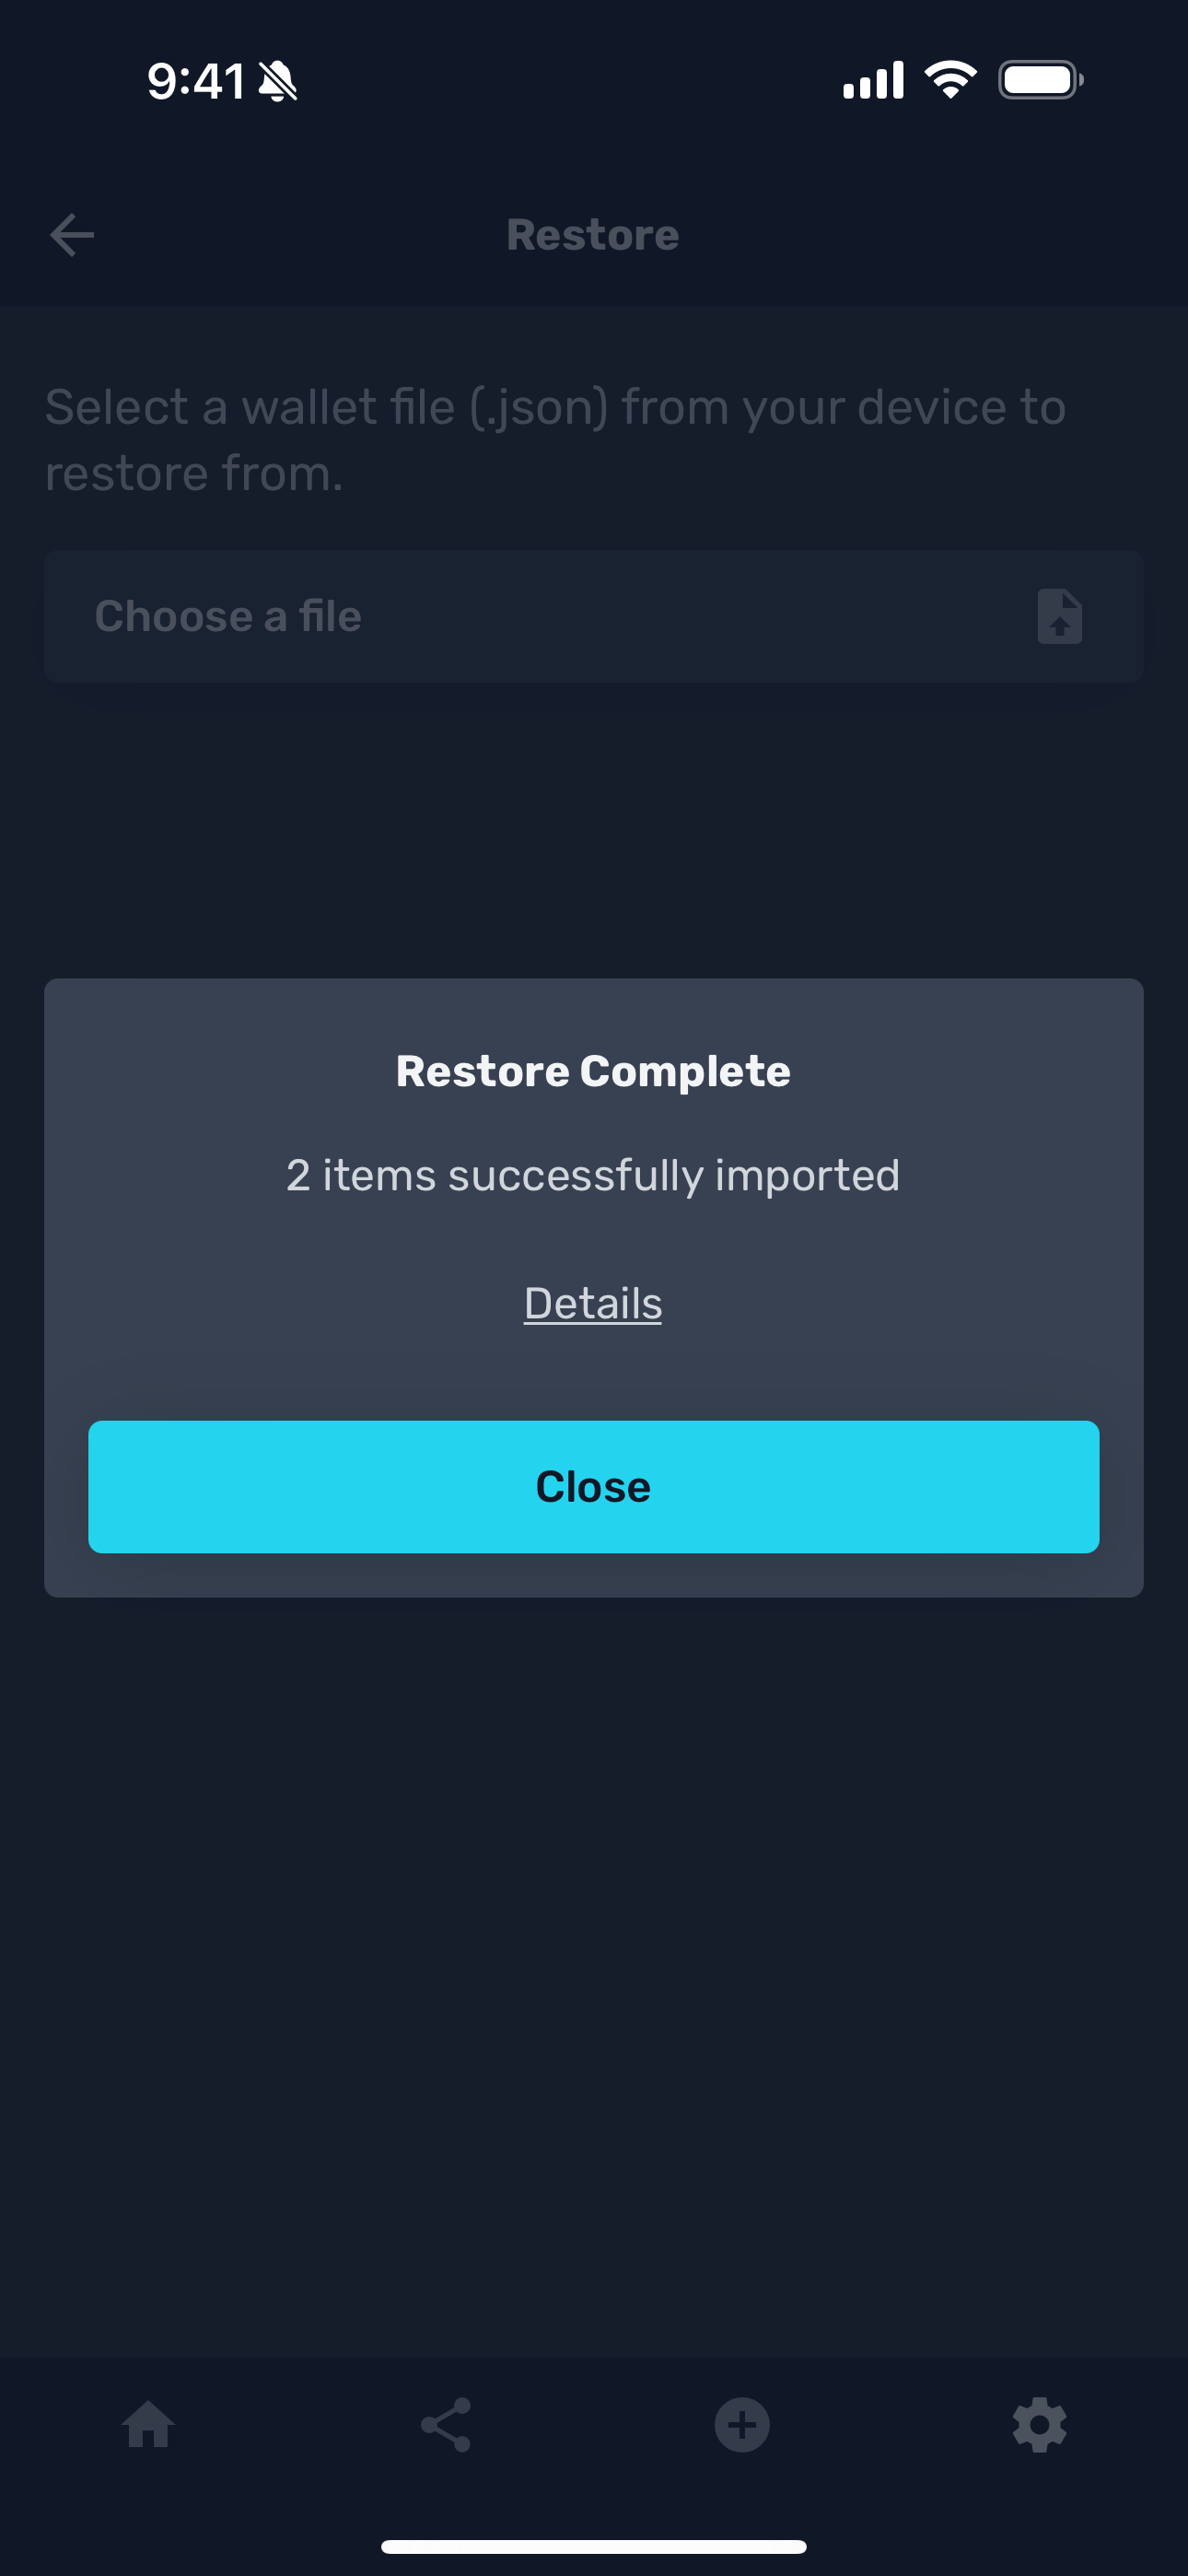 9:41
Restore
Select a wallet file (.json) from your device to
restore from.
Choose a file
Restore Complete
2 items successfully imported
Details
Close